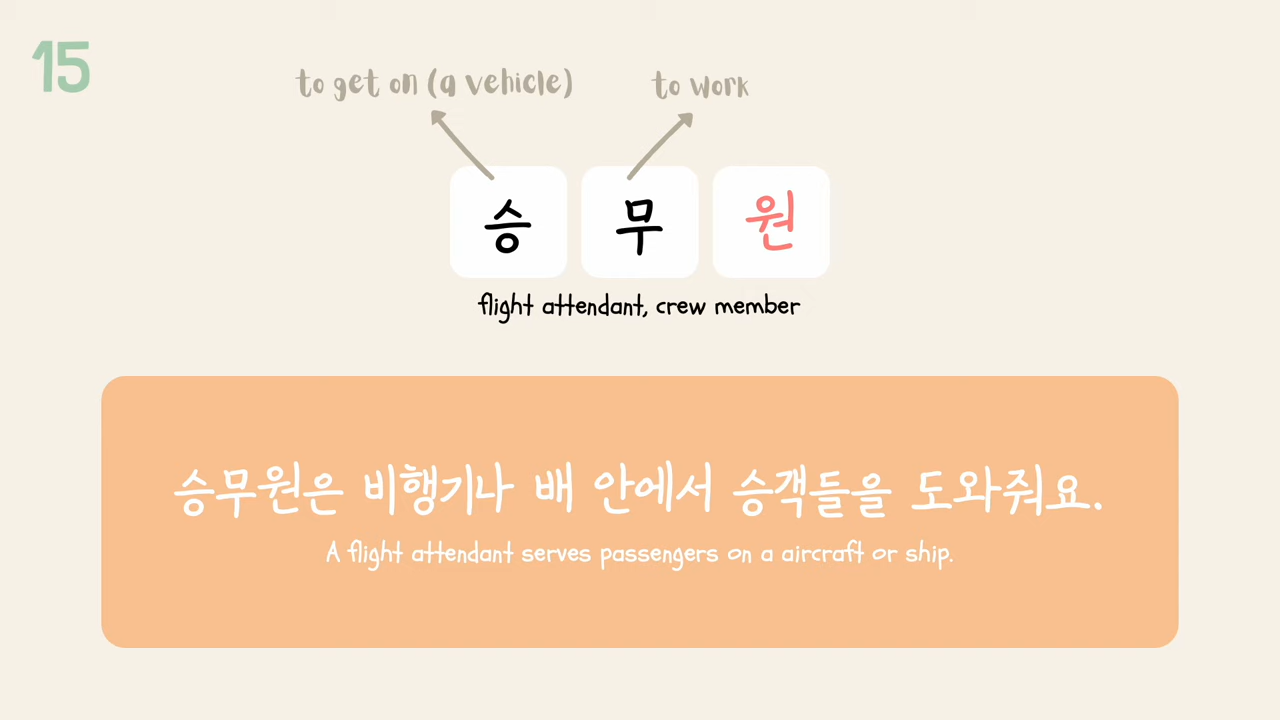 15
to get on (a vehicle) to work
승무원
flight attendant, crew member
승무원은 비행기나 배 안에서 승객들을 도와줘요.
A flight attendant serves passengers on a aircraft or ship.